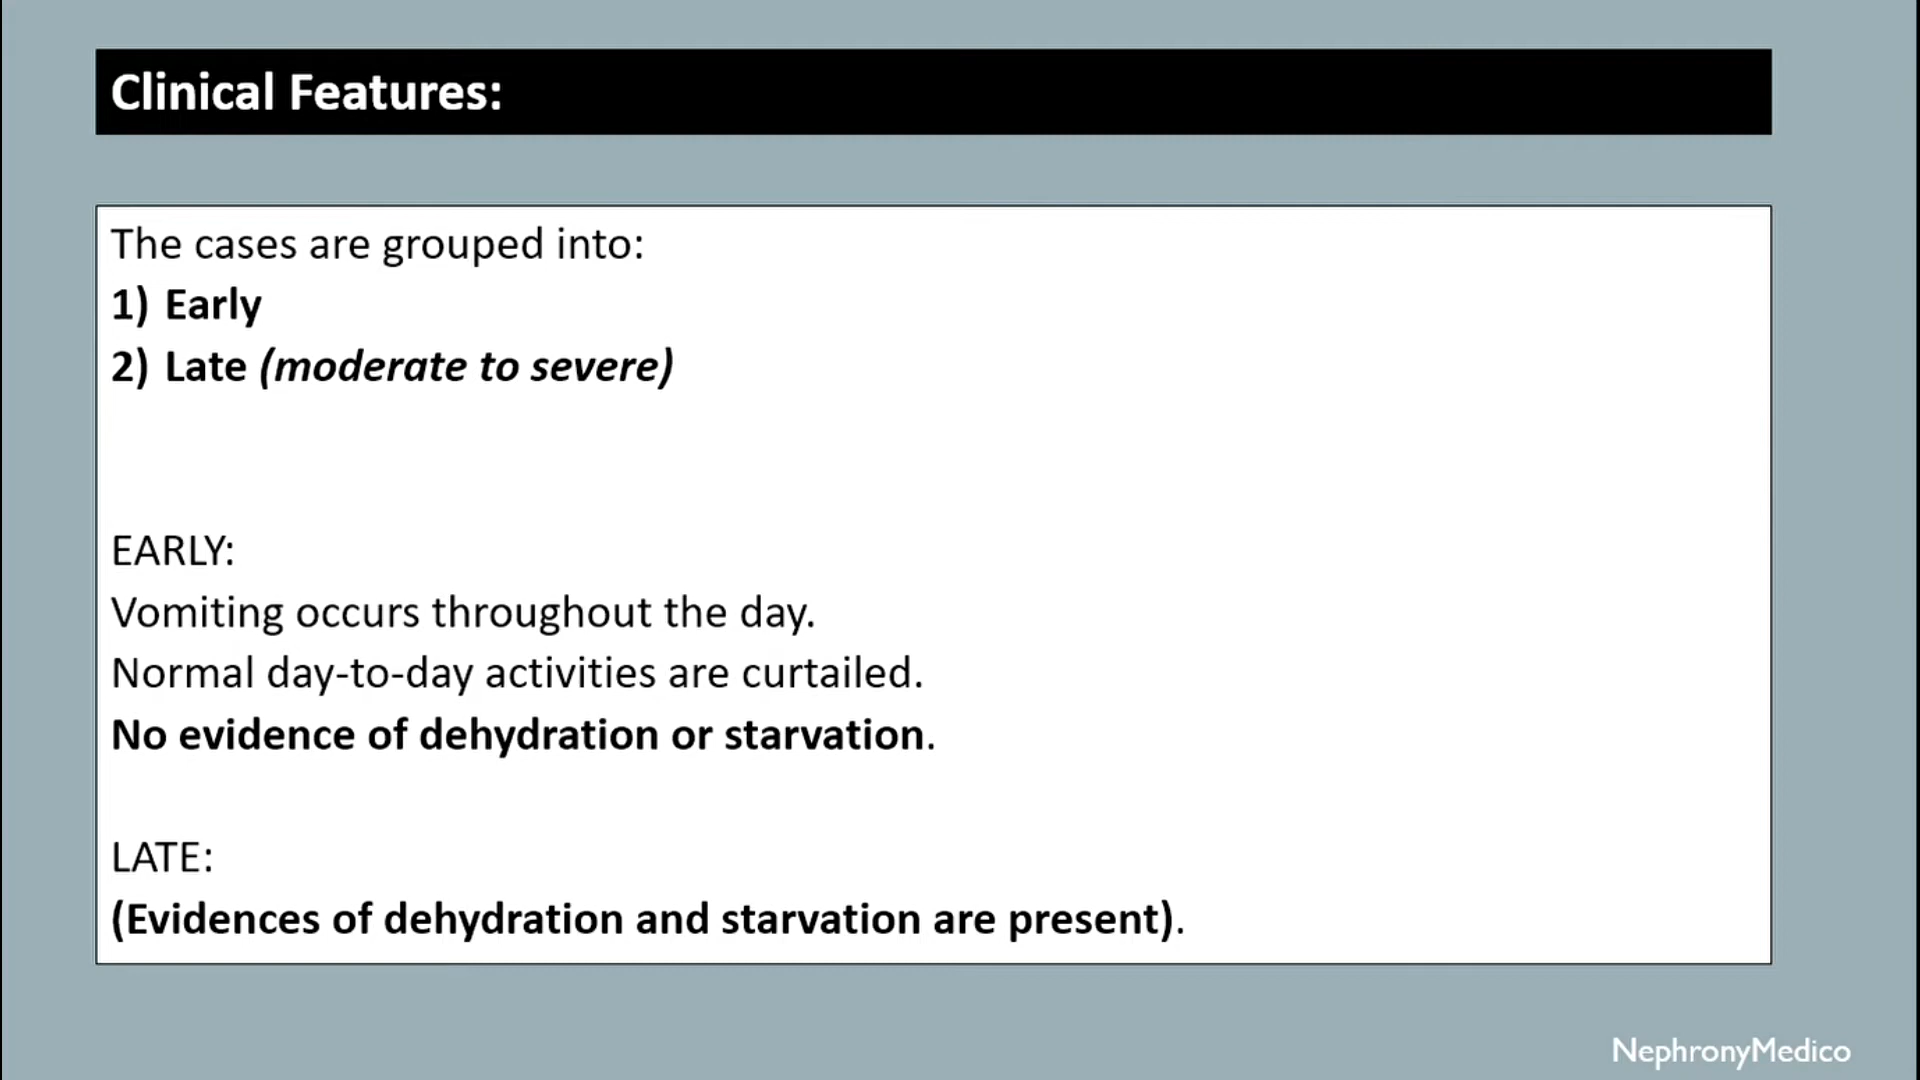 Clinical Features:
The cases are grouped into:
1) Early
2) Late (moderate to severe)
EARLY:
Vomiting occurs throughout the day.
Normal day-to-day activities are curtailed.
No evidence of dehydration or starvation.
LATE:
(Evidences of dehydration and starvation are present).
NephronyMedico